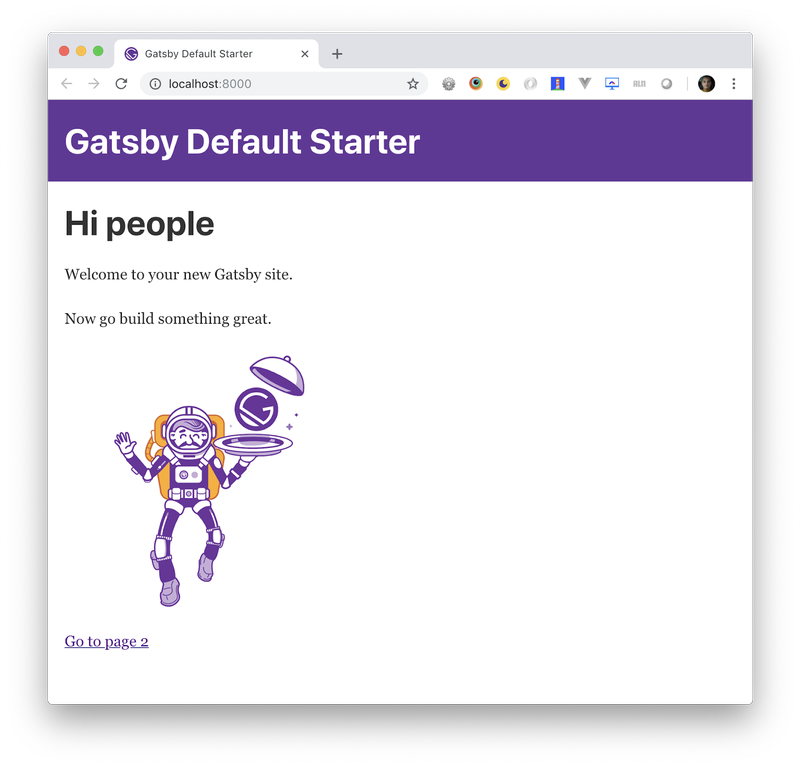 Gatsby Default Starter
localhost:8000
Gatsby Default Starter
Hi people
Welcome to your new Gatsby site.
Now go build something great.
Go to page 2